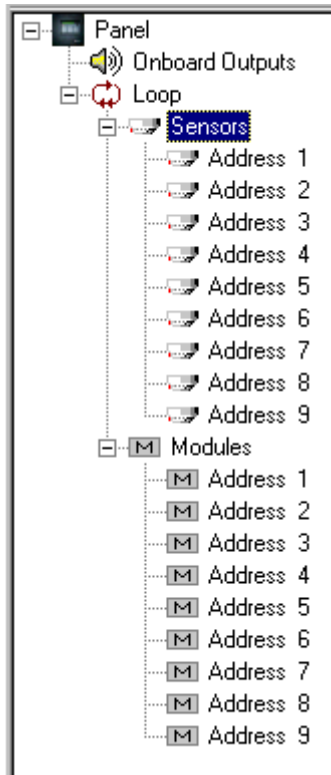 Panel
Onboard Outputs
Loop
Sensors
Address 1
Address 2
Address 3
Address 4
Address 5
Address 6
Address 7
Address 8
Address 9
M Modules
M Address 1
M Address 2
M Address 3
M Address 4
M Address 5
M Address 6
M Address 7
M Address 8
M Address 9